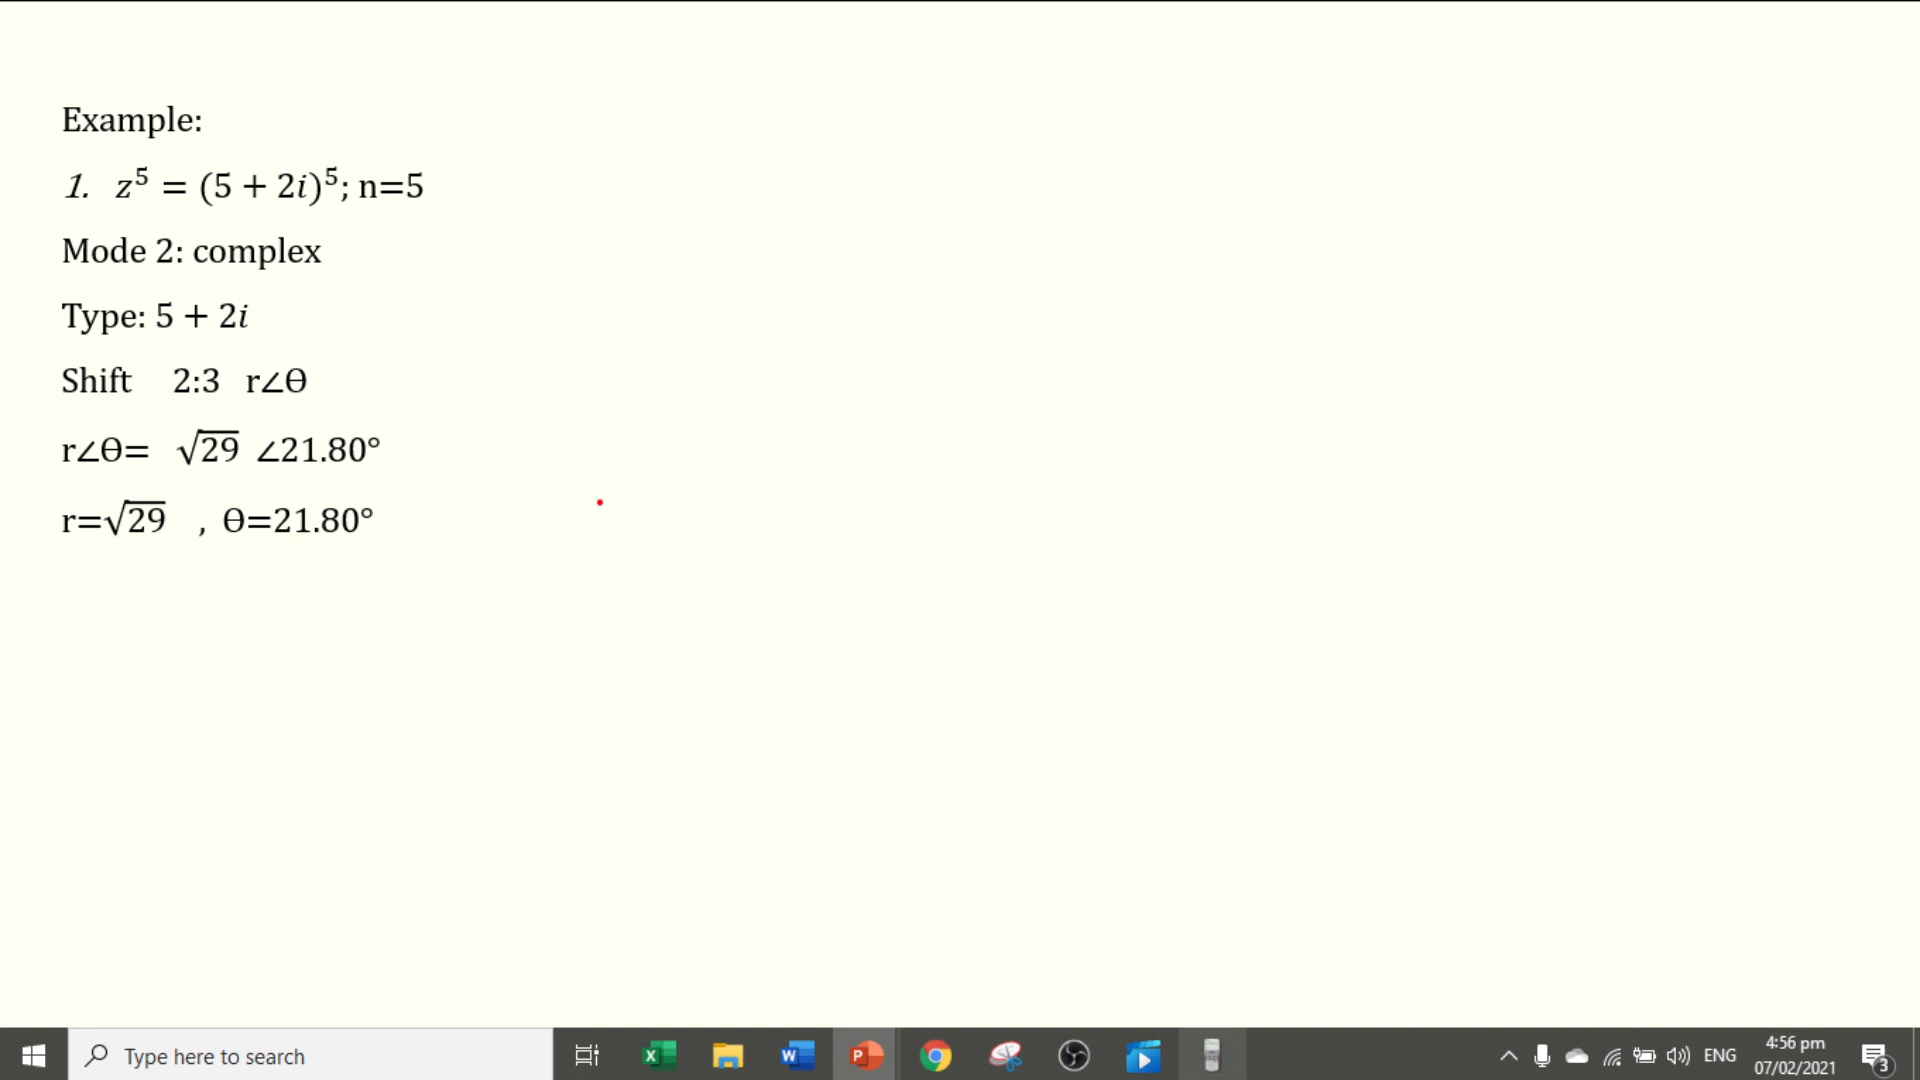 Example:
1. z⁵ = (5 + 2i)⁵; n=5
Mode 2: complex
Type: 5 + 2i
Shift 2:3 r∠ϴ
r∠ϴ= √29 ∠21.80°
r=√29 , ϴ=21.80°
Type here to search
ENG
4:56 pm
07/02/2021
3